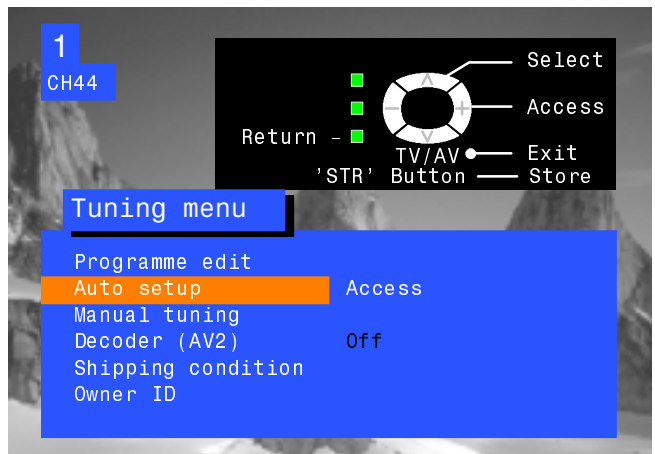 1
CH44
Select
Access
Return –
TV/AV Exit
'STR' Button Store
Tuning menu
Programme edit
Auto setup Access
Manual tuning
Decoder (AV2) Off
Shipping condition
Owner ID